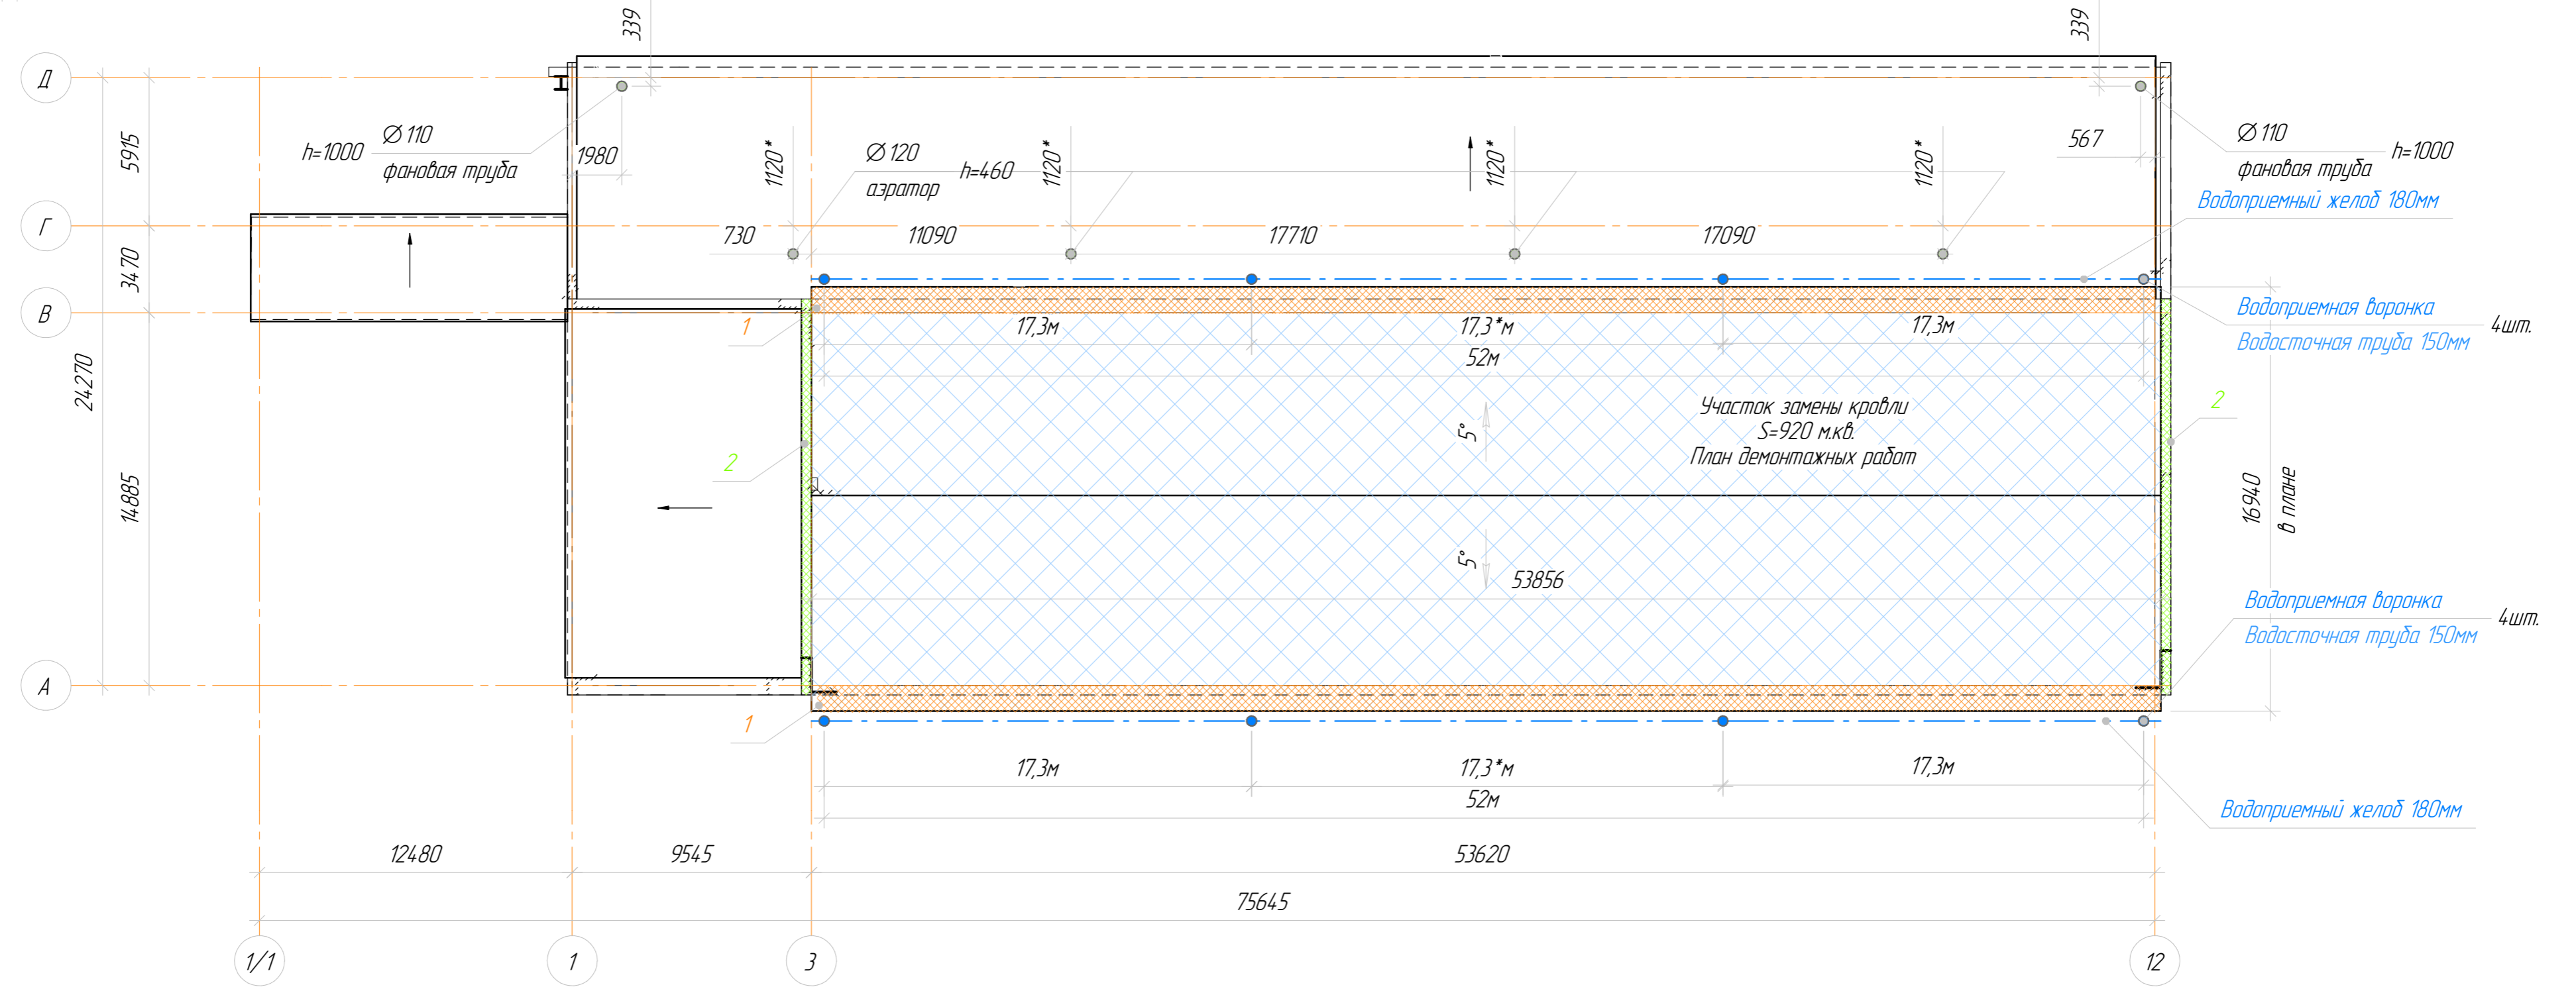 339
339
Д
Ø110
h=1000
фановая труба
1980
1120*
Ø120
аэратор
h=460
1120*
1120*
1120*
567
Ø110
h=1000
фановая труба
Водоприемный желоб 180мм
5915
Г
730
11090
17710
17090
3470
В
1
17,3м
17,3*м
17,3м
52м
Водоприемная воронка
4шт.
Водосточная труба 150мм
24270
2
Участок замены кровли
S=920 м.кв.
План демонтажных работ
5°
2
14885
16940
в плане
5°
53856
Водоприемная воронка
4шт.
Водосточная труба 150мм
А
1
17,3м
17,3*м
17,3м
52м
Водоприемный желоб 180мм
12480
9545
53620
75645
1/1
1
3
12